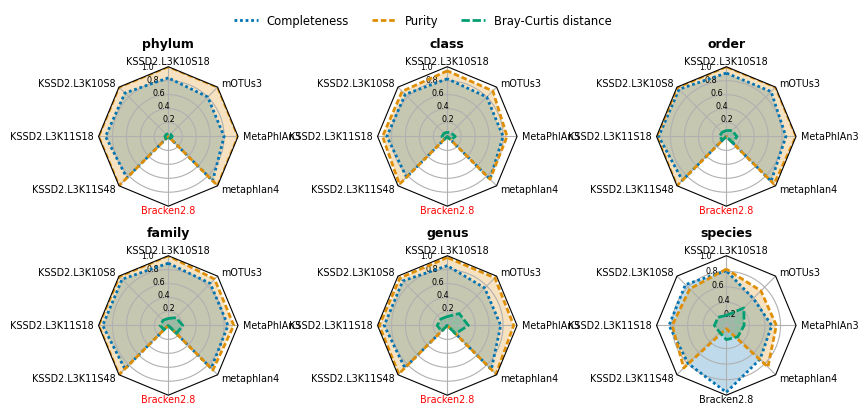 Completeness Purity Bray-Curtis distance
phylum class order
KSSD2.L3K10S18 KSSD2.L3K10S18 KSSD2.L3K10S18
1.0 1.0 1.0
KSSD2.L3K10S8 0.8 mOTUs3 KSSD2.L3K10S8 0.8 mOTUs3 KSSD2.L3K10S8 0.8 mOTUs3
0.6 0.6 0.6
0.4 0.4 0.4
0.2 0.2 0.2
KSSD2.L3K11S18 MetaPhlAn3 KSSD2.L3K11S18 MetaPhlAn3 KSSD2.L3K11S18 MetaPhlAn3
KSSD2.L3K11S48 metaphlan4 KSSD2.L3K11S48 metaphlan4 KSSD2.L3K11S48 metaphlan4
Bracken2.8 Bracken2.8 Bracken2.8
family genus species
KSSD2.L3K10S18 KSSD2.L3K10S18 KSSD2.L3K10S18
1.0 1.0 1.0
KSSD2.L3K10S8 0.8 mOTUs3 KSSD2.L3K10S8 0.8 mOTUs3 KSSD2.L3K10S8 0.8 mOTUs3
0.6 0.6 0.6
0.4 0.4 0.4
0.2 0.2 0.2
KSSD2.L3K11S18 MetaPhlAn3 KSSD2.L3K11S18 MetaPhlAn3 KSSD2.L3K11S18 MetaPhlAn3
KSSD2.L3K11S48 metaphlan4 KSSD2.L3K11S48 metaphlan4 KSSD2.L3K11S48 metaphlan4
Bracken2.8 Bracken2.8 Bracken2.8